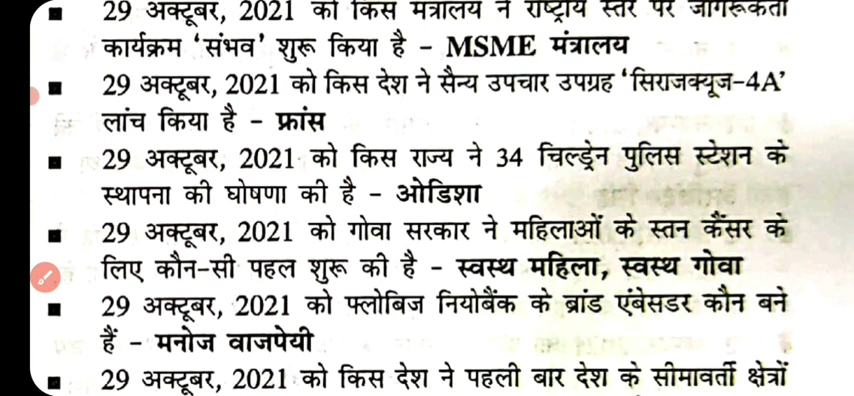 29 अक्टूबर, 2021 को किस मंत्रालय ने राष्ट्रीय स्तर पर जागरूकता
कार्यक्रम ‘संभव’ शुरू किया है – MSME मंत्रालय
29 अक्टूबर, 2021 को किस देश ने सैन्य उपचार उपग्रह ‘सिराजक्यूज-4A’
लांच किया है – फ्रांस
29 अक्टूबर, 2021 को किस राज्य ने 34 चिल्ड्रेन पुलिस स्टेशन के
स्थापना की घोषणा की है – ओडिशा
29 अक्टूबर, 2021 को गोवा सरकार ने महिलाओं के स्तन कैंसर के
लिए कौन-सी पहल शुरू की है – स्वस्थ महिला, स्वस्थ गोवा
29 अक्टूबर, 2021 को फ्लोबिज नियोबैंक के ब्रांड एंबेसडर कौन बने
हैं – मनोज वाजपेयी
29 अक्टूबर, 2021 को किस देश ने पहली बार देश के सीमावर्ती क्षेत्रों